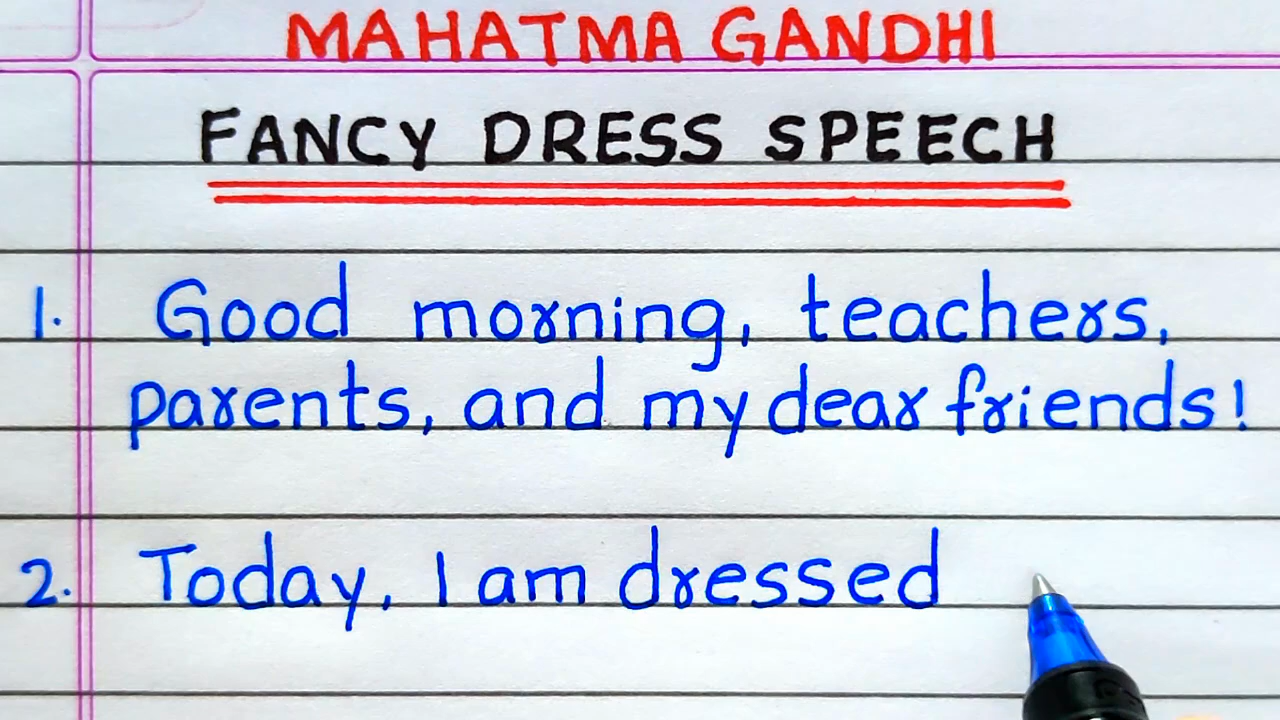 MAHATMA GANDHI
FANCY DRESS SPEECH
1. Good morning, teachers,
parents, and my dear friends!
2. Today, I am dressed